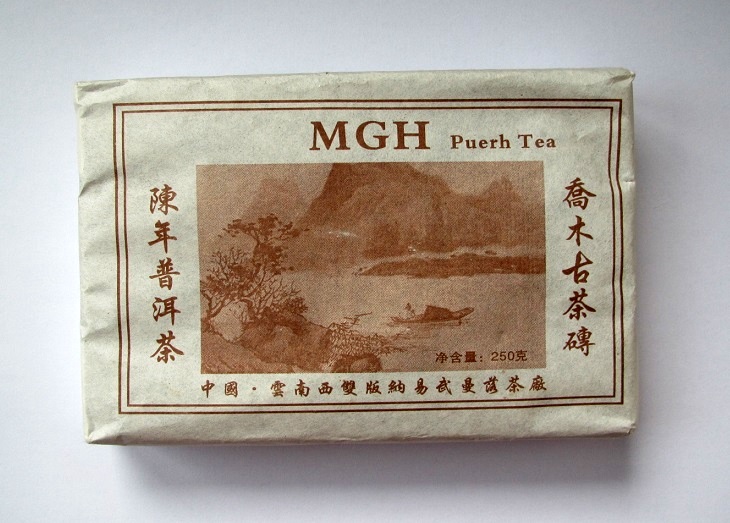 MGH Puerh Tea
陳年普洱茶
喬木古茶磚
净含量：250克
中國·雲南西雙版納易武曼落茶廠